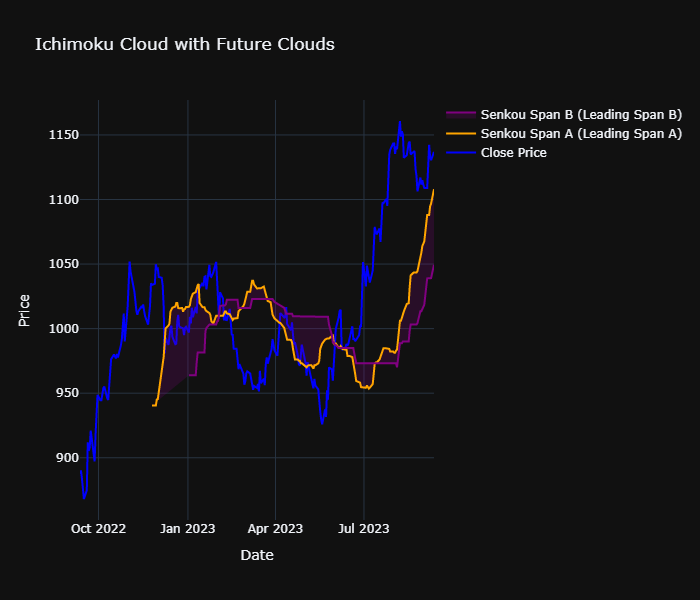 Ichimoku Cloud with Future Clouds
Senkou Span B (Leading Span B)
Senkou Span A (Leading Span A)
Close Price
1150
1100
1050
1000
950
900
Price
Oct 2022
Jan 2023
Apr 2023
Jul 2023
Date